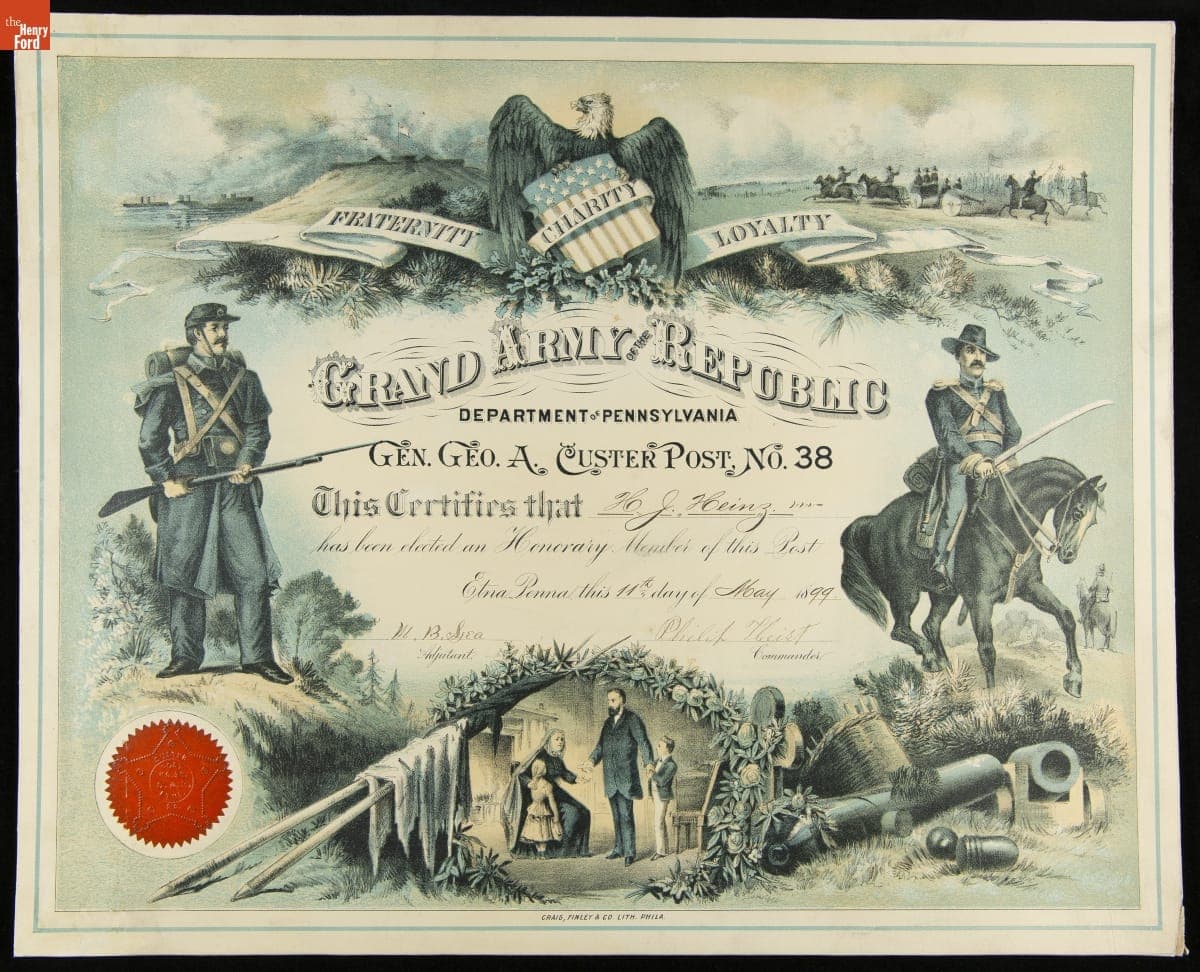 the
Henry
Ford
FRATERNITY CHARITY LOYALTY
GRAND ARMY OF THE REPUBLIC
DEPARTMENT OF PENNSYLVANIA
GEN. GEO. A. CUSTER POST, NO. 38
This Certifies that H. J. Heinz
has been elected an Honorary Member of this Post
Etna Penna this 11th day of May 1899
Philip Heist
Adjutant. Commander
CRAIG, FINLEY & CO. LITH. PHILA.